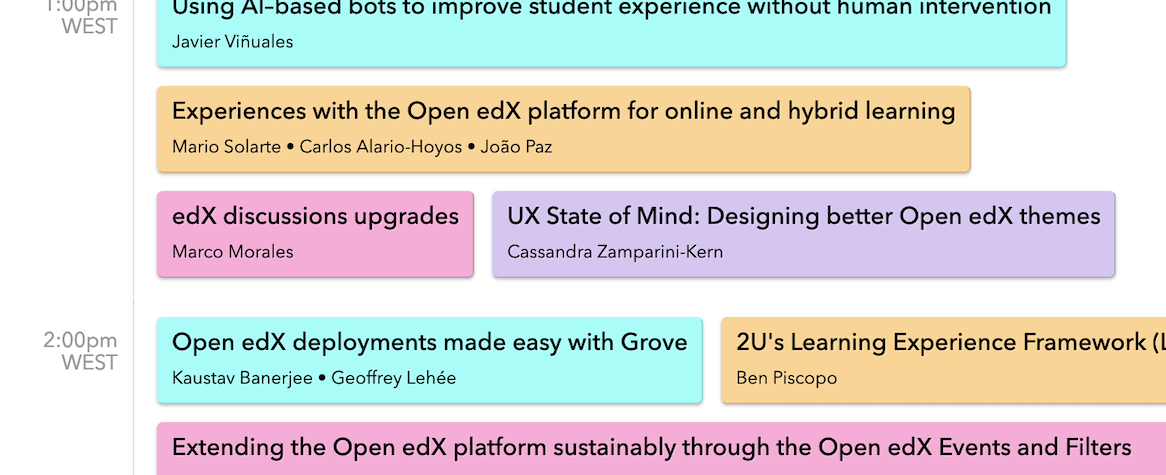 1:00pm
WEST
Using AI-based bots to improve student experience without human intervention
Javier Viñuales
Experiences with the Open edX platform for online and hybrid learning
Mario Solarte • Carlos Alario-Hoyos • João Paz
edX discussions upgrades
Marco Morales
UX State of Mind: Designing better Open edX themes
Cassandra Zamparini-Kern
2:00pm
WEST
Open edX deployments made easy with Grove
Kaustav Banerjee • Geoffrey Lehée
2U's Learning Experience Framework (L
Ben Piscopo
Extending the Open edX platform sustainably through the Open edX Events and Filters